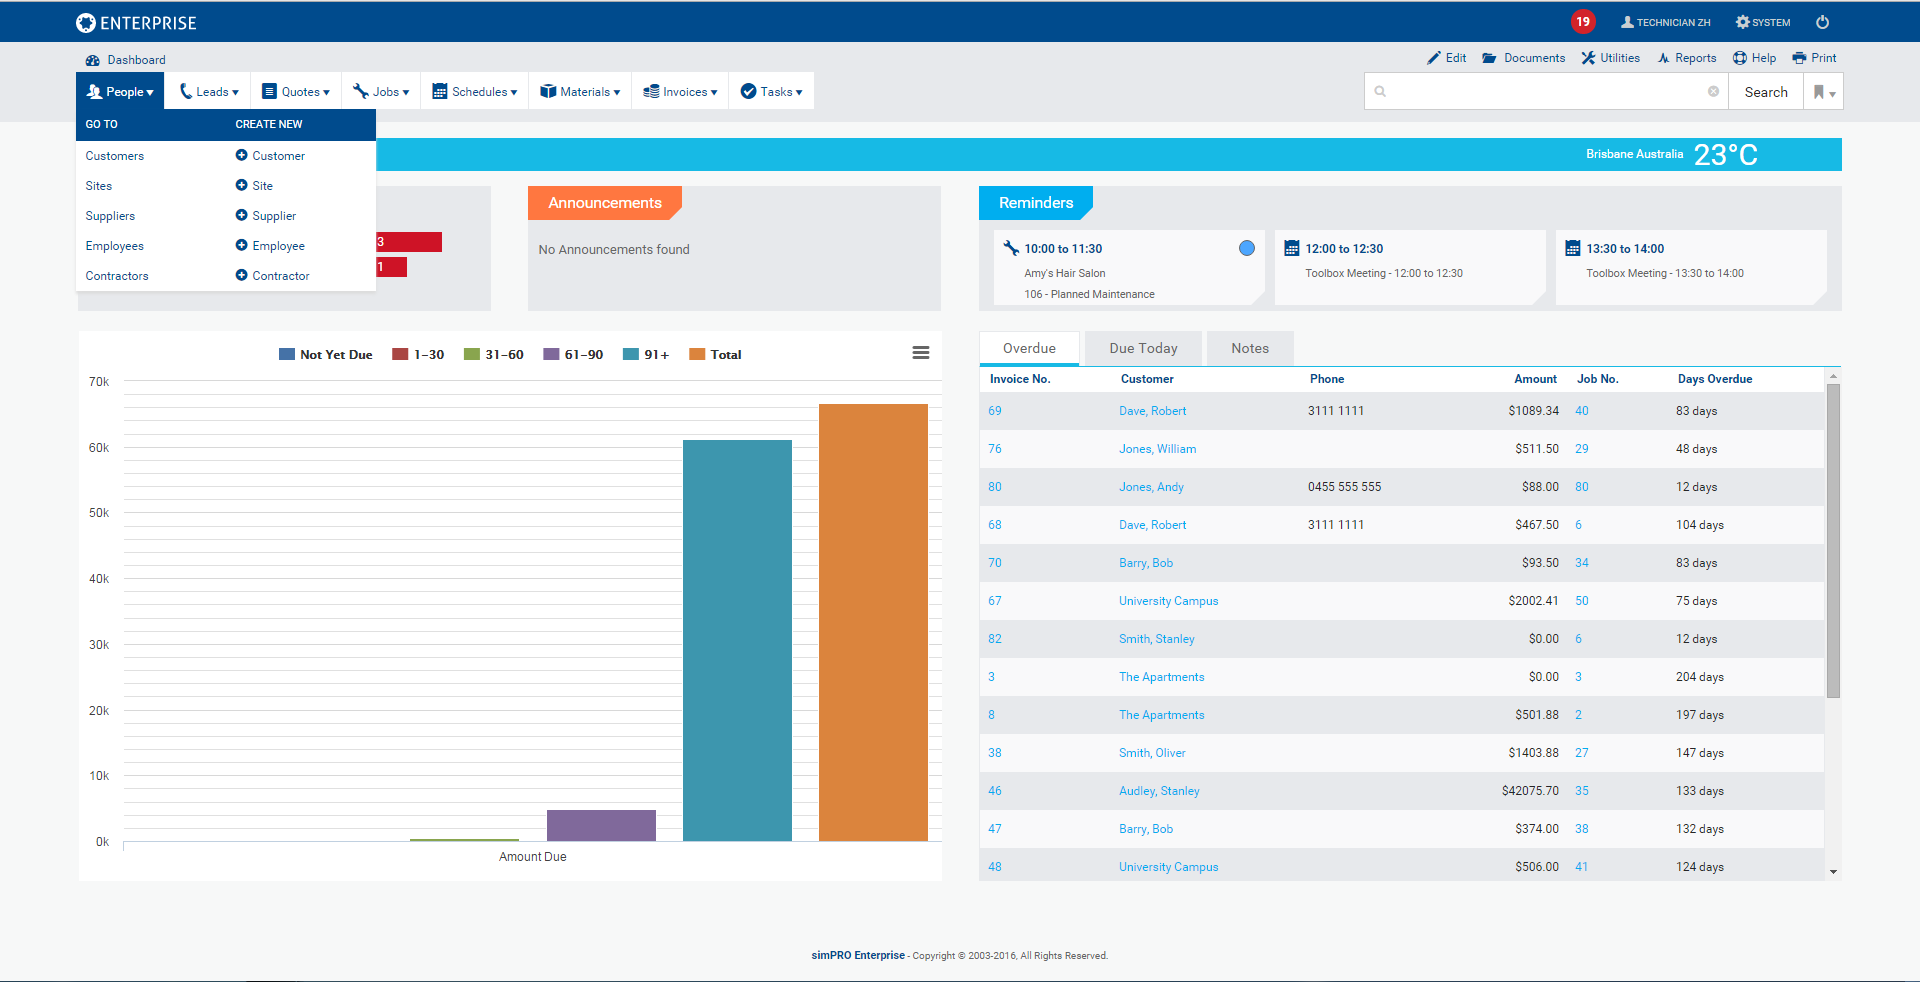 ENTERPRISE
19 TECHNICIAN ZH SYSTEM
Dashboard
Edit Documents Utilities Reports Help Print
People Leads Quotes Jobs Schedules Materials Invoices Tasks
Search
GO TO CREATE NEW
Customers Customer
Sites Site
Suppliers Supplier
Employees Employee
Contractors Contractor
Brisbane Australia 23°C
3
1
Announcements
No Announcements found
Reminders
10:00 to 11:30
Amy's Hair Salon
106 - Planned Maintenance
12:00 to 12:30
Toolbox Meeting - 12:00 to 12:30
13:30 to 14:00
Toolbox Meeting - 13:30 to 14:00
Not Yet Due 1-30 31-60 61-90 91+ Total
70k
60k
50k
40k
30k
20k
10k
0k
Amount Due
Overdue Due Today Notes
Invoice No. Customer Phone Amount Job No. Days Overdue
69 Dave, Robert 3111 1111 $1089.34 40 83 days
76 Jones, William $511.50 29 48 days
80 Jones, Andy 0455 555 555 $88.00 80 12 days
68 Dave, Robert 3111 1111 $467.50 6 104 days
70 Barry, Bob $93.50 34 83 days
67 University Campus $2002.41 50 75 days
82 Smith, Stanley $0.00 6 12 days
3 The Apartments $0.00 3 204 days
8 The Apartments $501.88 2 197 days
38 Smith, Oliver $1403.88 27 147 days
46 Audley, Stanley $42075.70 35 133 days
47 Barry, Bob $374.00 38 132 days
48 University Campus $506.00 41 124 days
simPRO Enterprise - Copyright © 2003-2016, All Rights Reserved.